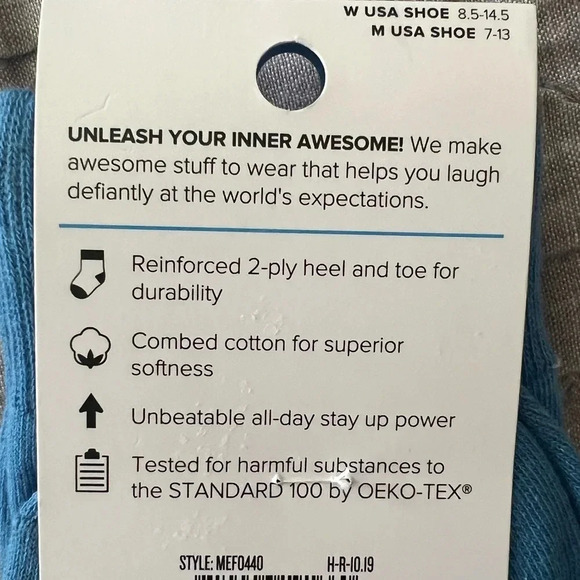 W USA SHOE 8.5-14.5
M USA SHOE 7-13
UNLEASH YOUR INNER AWESOME! We make
awesome stuff to wear that helps you laugh
defiantly at the world's expectations.
Reinforced 2-ply heel and toe for
durability
Combed cotton for superior
softness
Unbeatable all-day stay up power
Tested for harmful substances to
the STANDARD 100 by OEKO-TEX®
STYLE: MEF0440 H-R-10.19